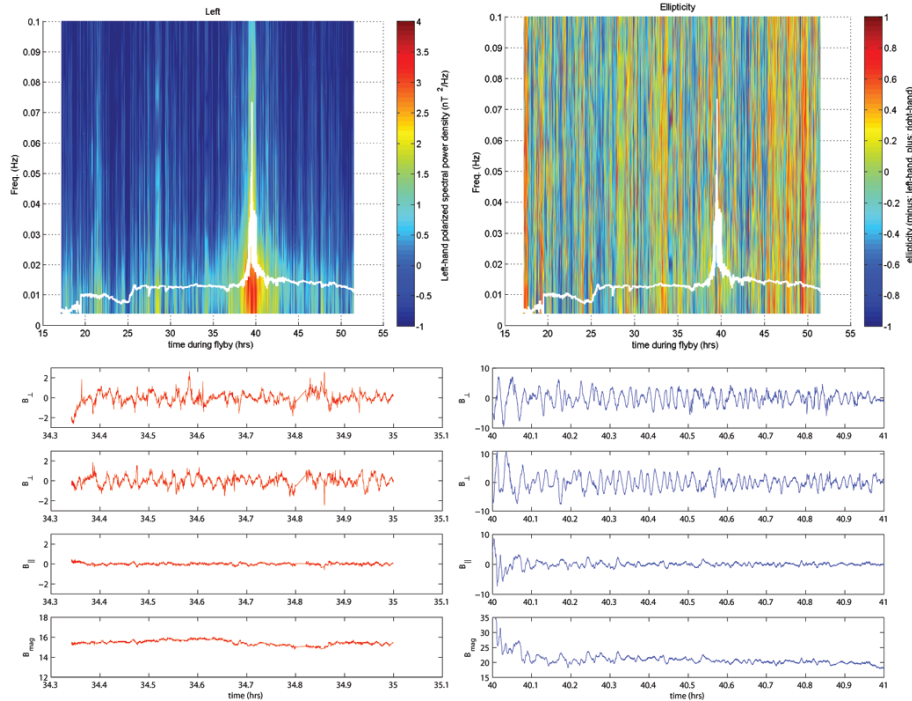 Left
0.1
0.09
0.08
0.07
0.06
0.05
0.04
0.03
0.02
0.01
0
Freq. (Hz)
15 20 25 30 35 40 45 50 55
time during flyby (hrs)
4
3.5
3
2.5
2
1.5
1
0.5
0
-0.5
-1
Left-hand polarized spectral power density (nT^2/Hz)
Ellipticity
0.1
0.09
0.08
0.07
0.06
0.05
0.04
0.03
0.02
0.01
0
Freq. (Hz)
15 20 25 30 35 40 45 50 55
time during flyby (hrs)
1
0.8
0.6
0.4
0.2
0
-0.2
-0.4
-0.6
-0.8
-1
ellipticity (minus: left-hand, plus: right-hand)
B⊥
2
0
-2
34.3 34.4 34.5 34.6 34.7 34.8 34.9 35 35.1
B⊥
2
0
-2
34.3 34.4 34.5 34.6 34.7 34.8 34.9 35 35.1
B||
2
0
-2
34.3 34.4 34.5 34.6 34.7 34.8 34.9 35 35.1
Bmag
18
16
14
12
34.3 34.4 34.5 34.6 34.7 34.8 34.9 35 35.1
time (hrs)
B⊥
10
0
-10
40 40.1 40.2 40.3 40.4 40.5 40.6 40.7 40.8 40.9 41
B⊥
10
0
-10
40 40.1 40.2 40.3 40.4 40.5 40.6 40.7 40.8 40.9 41
B||
10
0
-10
40 40.1 40.2 40.3 40.4 40.5 40.6 40.7 40.8 40.9 41
Bmag
35
30
25
20
15
40 40.1 40.2 40.3 40.4 40.5 40.6 40.7 40.8 40.9 41
time (hrs)